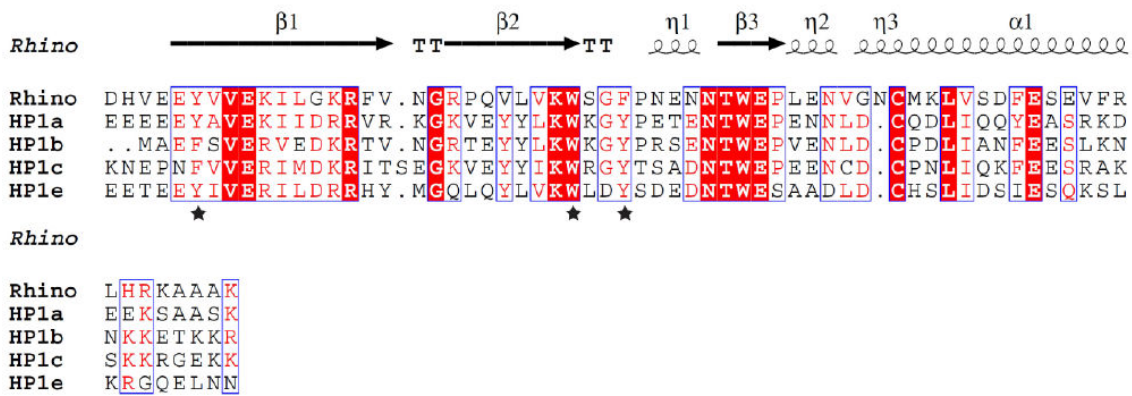 β1 β2 η1 β3 η2 η3 α1
Rhino TT TT
Rhino DHVEEYVVEKILGKRFV.NGRPQVLVKWSGFPNENNTWEPLENVGNCMKLVSDFESEVFR
HP1a EEEEEYAVEKIIDRRVR.KGKVEYYLKWKGYPETENTWEPENNLD.CQDLIQQYEASRKD
HP1b ..MAEFSVERVEDKRTV.NGRTEYYLKWKGYPRSENTWEPVENLD.CPDLIANFEESLKN
HP1c KNEPNFVVERIMDKRITSEGKVEYYIKWRGYTSADNTWEPEENCD.CPNLIQKFEESRAK
HP1e EETEEYIVERILDRRHY.MGQLQYLVKWLDYSDEDNTWESAADLD.CHSLIDSIESQKSL
Rhino
Rhino LHRKAAAK
HP1a EEKSAASK
HP1b NKKETKKR
HP1c SKKRGEKK
HP1e KRGQELNN